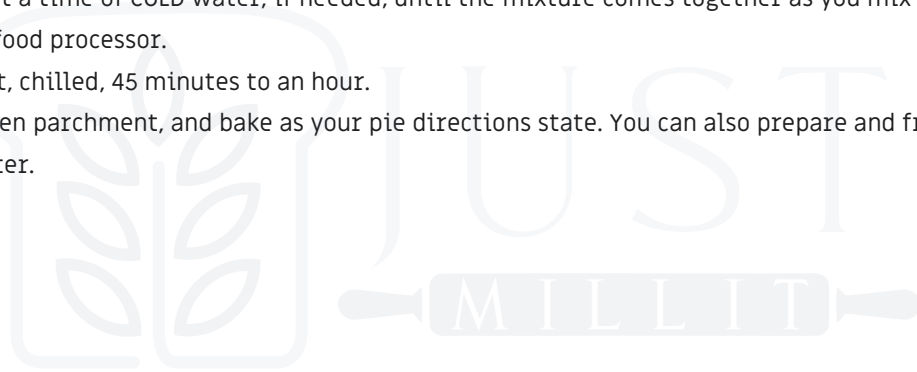 t a time of COLD water, if needed, until the mixture comes together as you mix
food processor.
t, chilled, 45 minutes to an hour.
en parchment, and bake as your pie directions state. You can also prepare and fr
ter.
JUST
MILLIT